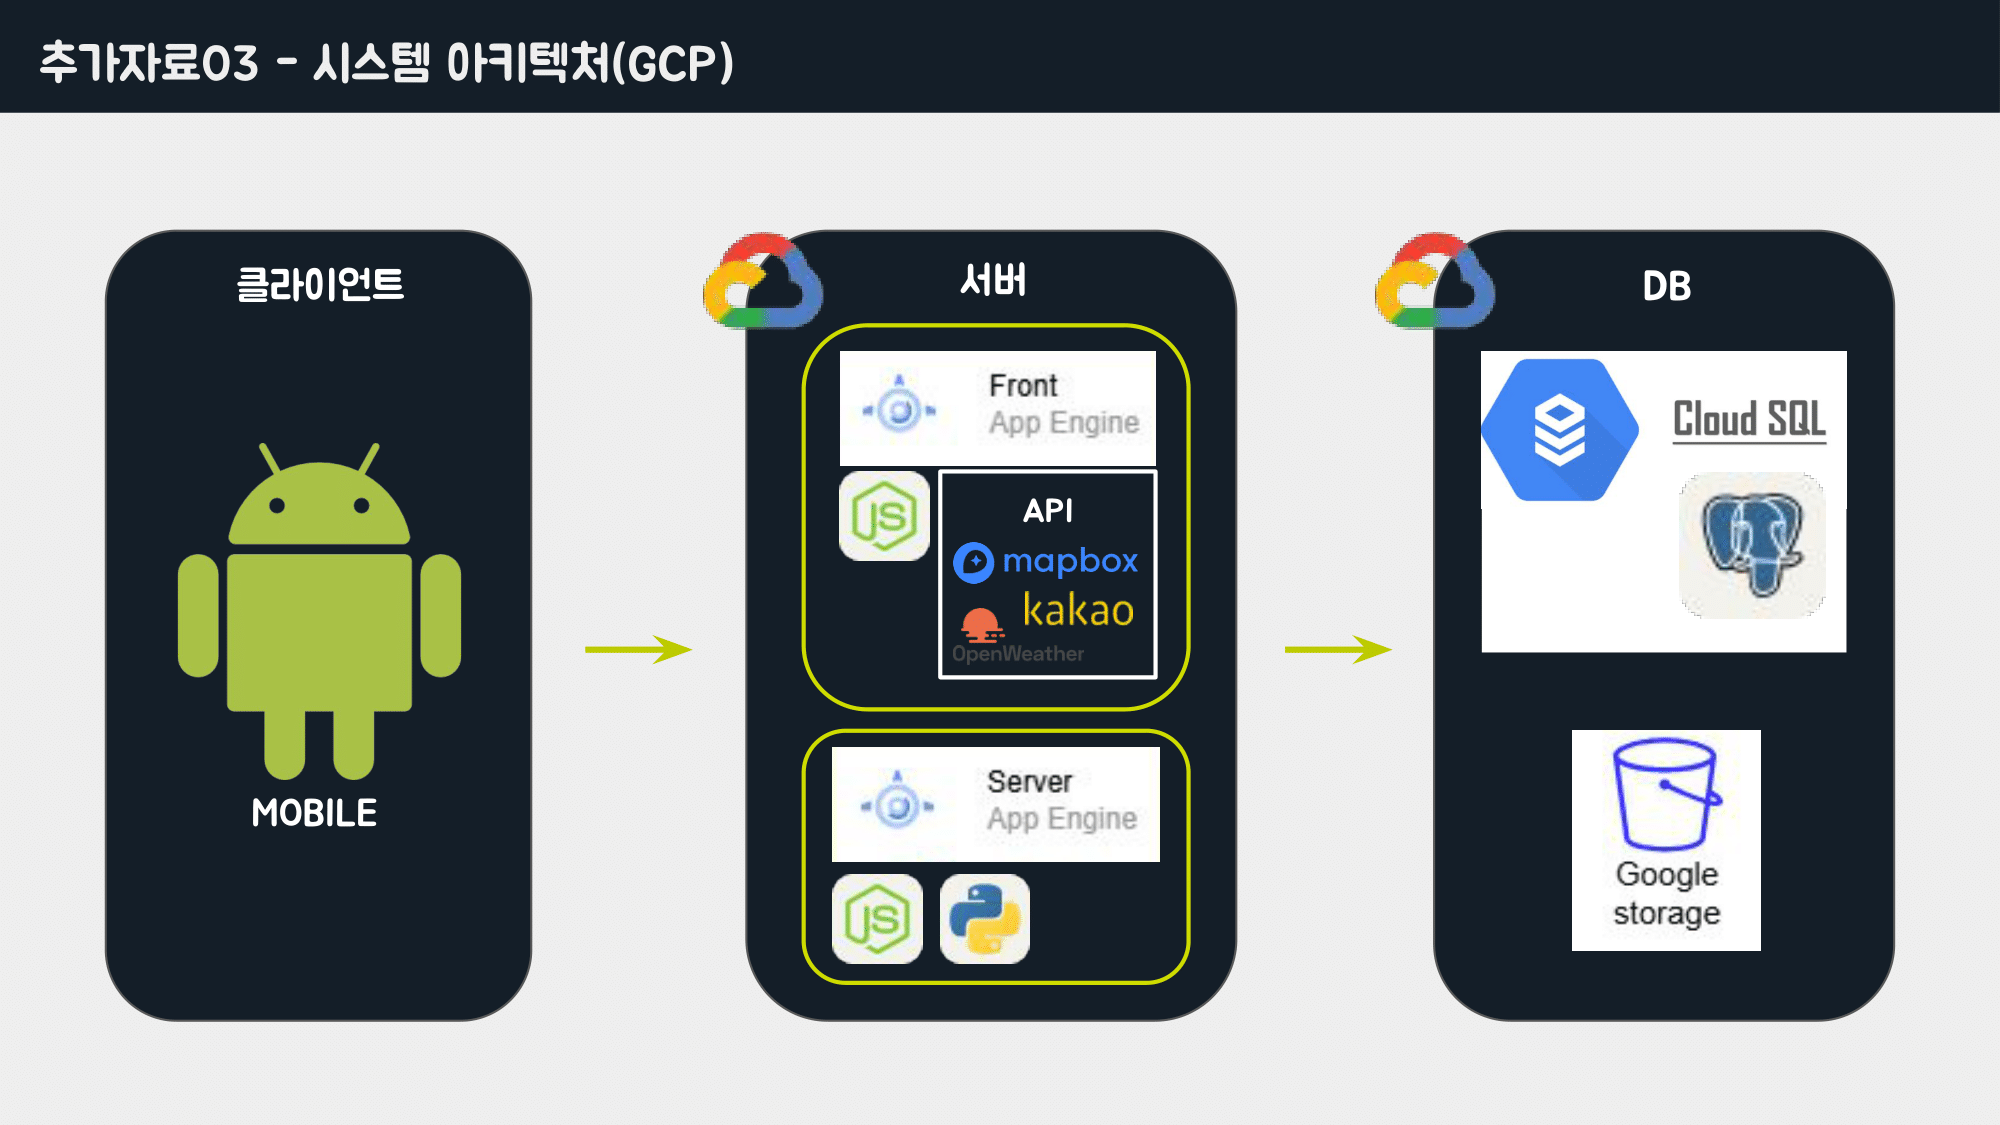 추가자료03 - 시스템 아키텍처(GCP)
클라이언트
MOBILE
서버
Front
App Engine
JS
API
mapbox
kakao
OpenWeather
Server
App Engine
JS
DB
Cloud SQL
Google
storage